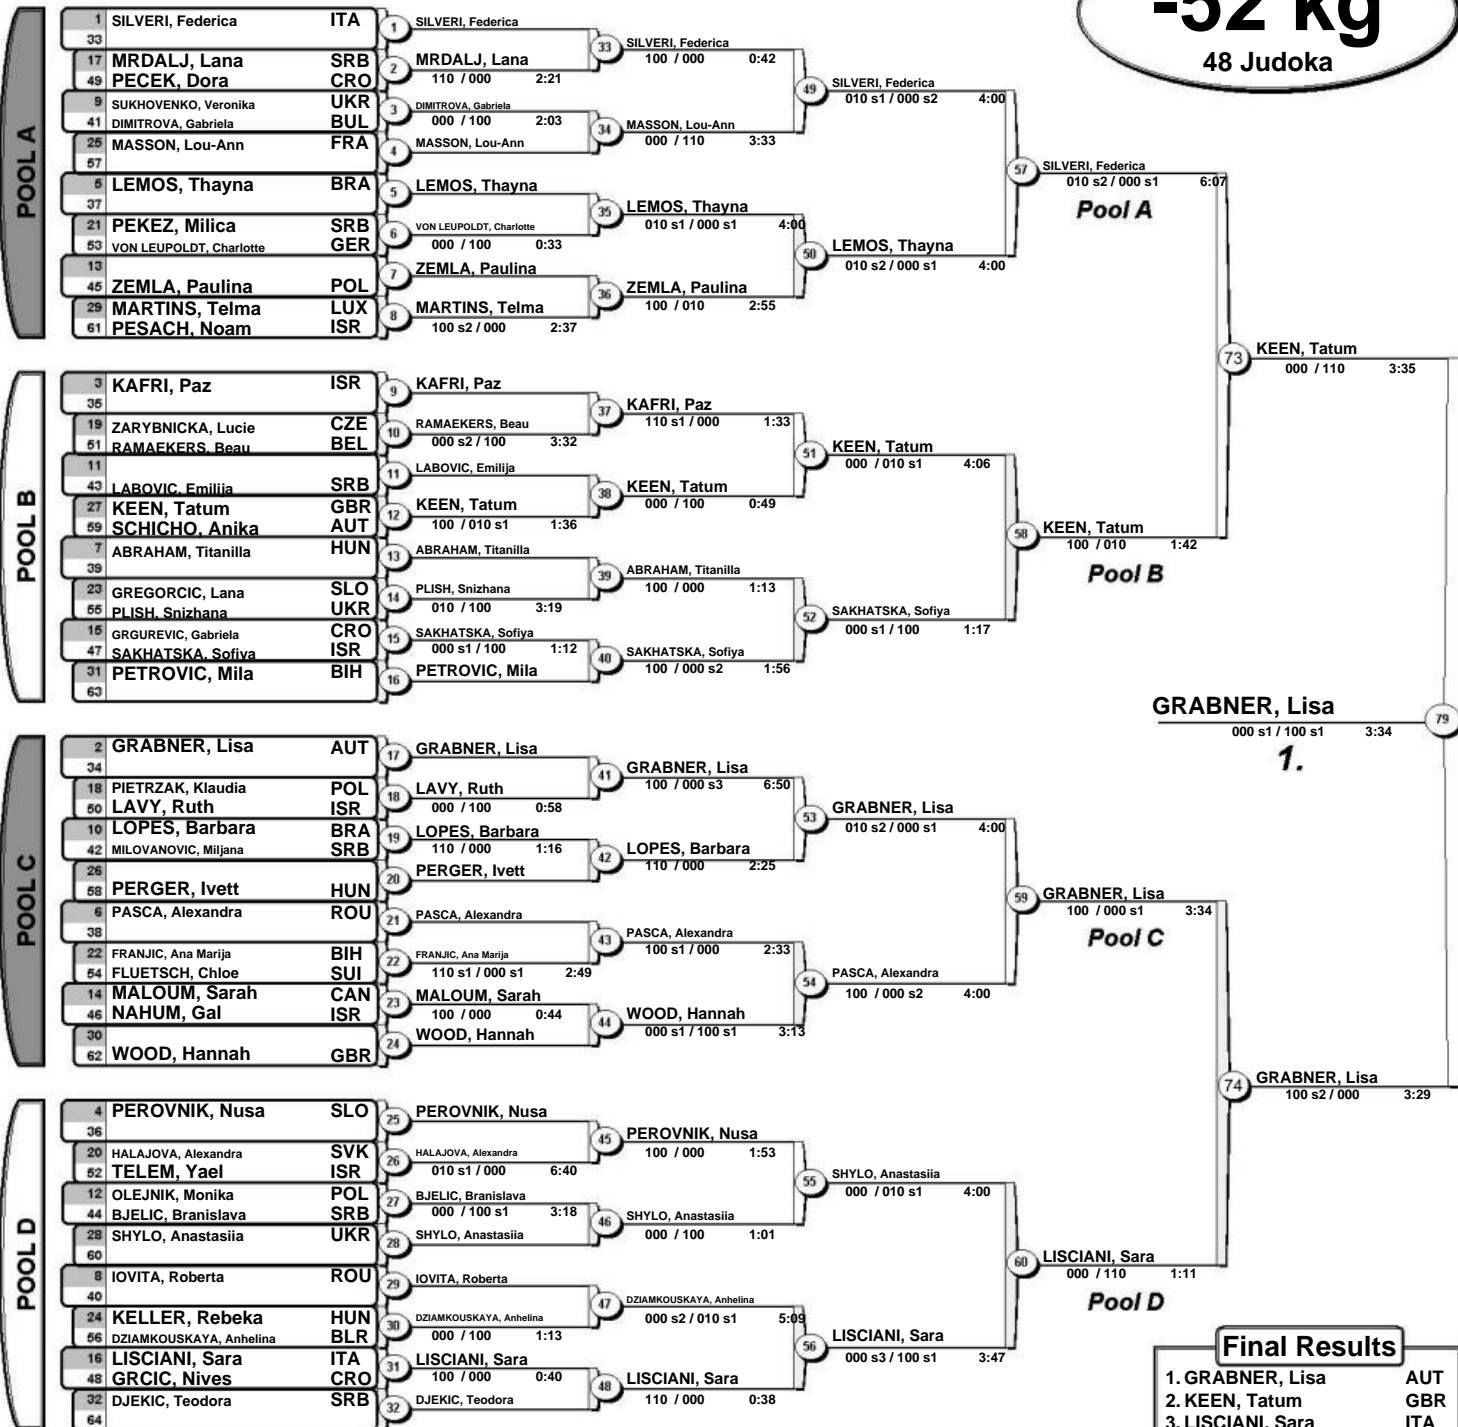 -52 kg
48 Judoka
POOL A
1 SILVERI, Federica ITA
33
17 MRDALJ, Lana SRB
49 PECEK, Dora CRO
9 SUKHOVENKO, Veronika UKR
41 DIMITROVA, Gabriela BUL
25 MASSON, Lou-Ann FRA
57
5 LEMOS, Thayna BRA
37
21 PEKEZ, Milica SRB
53 VON LEUPOLDT, Charlotte GER
13
45 ZEMLA, Paulina POL
29 MARTINS, Telma LUX
61 PESACH, Noam ISR
1 SILVERI, Federica
2 MRDALJ, Lana
110 / 000 2:21
3 DIMITROVA, Gabriela
000 / 100 2:03
4 MASSON, Lou-Ann
5 LEMOS, Thayna
6 VON LEUPOLDT, Charlotte
000 / 100 0:33
7 ZEMLA, Paulina
8 MARTINS, Telma
100 s2 / 000 2:37
33 SILVERI, Federica
100 / 000 0:42
34 MASSON, Lou-Ann
000 / 110 3:33
35 LEMOS, Thayna
010 s1 / 000 s1 4:00
36 ZEMLA, Paulina
100 / 010 2:55
49 SILVERI, Federica
010 s1 / 000 s2 4:00
50 LEMOS, Thayna
010 s2 / 000 s1 4:00
57 SILVERI, Federica
010 s2 / 000 s1 6:07
Pool A
POOL B
3 KAFRI, Paz ISR
35
19 ZARYBNICKA, Lucie CZE
51 RAMAEKERS, Beau BEL
11
43 LABOVIC, Emilija SRB
27 KEEN, Tatum GBR
59 SCHICHO, Anika AUT
7 ABRAHAM, Titanilla HUN
39
23 GREGORCIC, Lana SLO
55 PLISH, Snizhana UKR
15 GRGUREVIC, Gabriela CRO
47 SAKHATSKA, Sofiya ISR
31 PETROVIC, Mila BIH
63
9 KAFRI, Paz
10 RAMAEKERS, Beau
000 s2 / 100 3:32
11 LABOVIC, Emilija
12 KEEN, Tatum
100 / 010 s1 1:36
13 ABRAHAM, Titanilla
14 PLISH, Snizhana
010 / 100 3:19
15 SAKHATSKA, Sofiya
000 s1 / 100 1:12
16 PETROVIC, Mila
37 KAFRI, Paz
110 s1 / 000 1:33
38 KEEN, Tatum
000 / 100 0:49
39 ABRAHAM, Titanilla
100 / 000 1:13
40 SAKHATSKA, Sofiya
100 / 000 s2 1:56
51 KEEN, Tatum
000 / 010 s1 4:06
52 SAKHATSKA, Sofiya
000 s1 / 100 1:17
58 KEEN, Tatum
100 / 010 1:42
Pool B
73 KEEN, Tatum
000 / 110 3:35
GRABNER, Lisa 79
000 s1 / 100 s1 3:34
1.
POOL C
2 GRABNER, Lisa AUT
34
18 PIETRZAK, Klaudia POL
50 LAVY, Ruth ISR
10 LOPES, Barbara BRA
42 MILOVANOVIC, Miljana SRB
26
58 PERGER, Ivett HUN
6 PASCA, Alexandra ROU
38
22 FRANJIC, Ana Marija BIH
54 FLUETSCH, Chloe SUI
14 MALOUM, Sarah CAN
46 NAHUM, Gal ISR
30
62 WOOD, Hannah GBR
17 GRABNER, Lisa
18 LAVY, Ruth
000 / 100 0:58
19 LOPES, Barbara
110 / 000 1:16
20 PERGER, Ivett
21 PASCA, Alexandra
22 FRANJIC, Ana Marija
110 s1 / 000 s1 2:49
23 MALOUM, Sarah
100 / 000 0:44
24 WOOD, Hannah
41 GRABNER, Lisa
100 / 000 s3 6:50
42 LOPES, Barbara
110 / 000 2:25
43 PASCA, Alexandra
100 s1 / 000 2:33
44 WOOD, Hannah
000 s1 / 100 s1 3:13
53 GRABNER, Lisa
010 s2 / 000 s1 4:00
54 PASCA, Alexandra
100 / 000 s2 4:00
59 GRABNER, Lisa
100 / 000 s1 3:34
Pool C
74 GRABNER, Lisa
100 s2 / 000 3:29
POOL D
4 PEROVNIK, Nusa SLO
36
20 HALAJOVA, Alexandra SVK
52 TELEM, Yael ISR
12 OLEJNIK, Monika POL
44 BJELIC, Branislava SRB
28 SHYLO, Anastasiia UKR
60
8 IOVITA, Roberta ROU
40
24 KELLER, Rebeka HUN
56 DZIAMKOUSKAYA, Anhelina BLR
16 LISCIANI, Sara ITA
48 GRCIC, Nives CRO
32 DJEKIC, Teodora SRB
64
25 PEROVNIK, Nusa
26 HALAJOVA, Alexandra
010 s1 / 000 6:40
27 BJELIC, Branislava
000 / 100 s1 3:18
28 SHYLO, Anastasiia
29 IOVITA, Roberta
30 DZIAMKOUSKAYA, Anhelina
000 / 100 1:13
31 LISCIANI, Sara
100 / 000 0:40
32 DJEKIC, Teodora
45 PEROVNIK, Nusa
100 / 000 1:53
46 SHYLO, Anastasiia
000 / 100 1:01
47 DZIAMKOUSKAYA, Anhelina
000 s2 / 010 s1 5:09
48 LISCIANI, Sara
110 / 000 0:38
55 SHYLO, Anastasiia
000 / 010 s1 4:00
56 LISCIANI, Sara
000 s3 / 100 s1 3:47
60 LISCIANI, Sara
000 / 110 1:11
Pool D
Final Results
1. GRABNER, Lisa AUT
2. KEEN, Tatum GBR
3. LISCIANI, Sara ITA